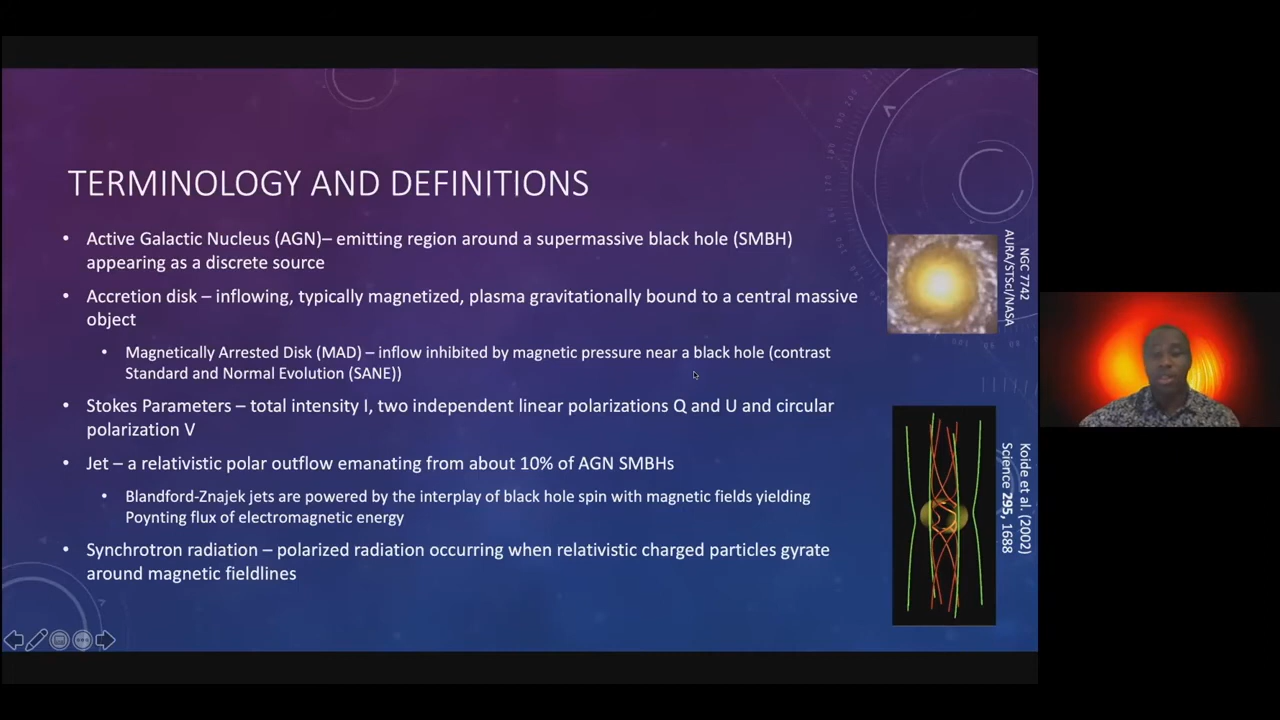 TERMINOLOGY AND DEFINITIONS
• Active Galactic Nucleus (AGN)– emitting region around a supermassive black hole (SMBH)
appearing as a discrete source
• Accretion disk – inflowing, typically magnetized, plasma gravitationally bound to a central massive
object
• Magnetically Arrested Disk (MAD) – inflow inhibited by magnetic pressure near a black hole (contrast
Standard and Normal Evolution (SANE))
• Stokes Parameters – total intensity I, two independent linear polarizations Q and U and circular
polarization V
• Jet – a relativistic polar outflow emanating from about 10% of AGN SMBHs
• Blandford-Znajek jets are powered by the interplay of black hole spin with magnetic fields yielding
Poynting flux of electromagnetic energy
• Synchrotron radiation – polarized radiation occurring when relativistic charged particles gyrate
around magnetic fieldlines
NGC 7742
AURA/STScI/NASA
Koide et al. (2002)
Science 295, 1688